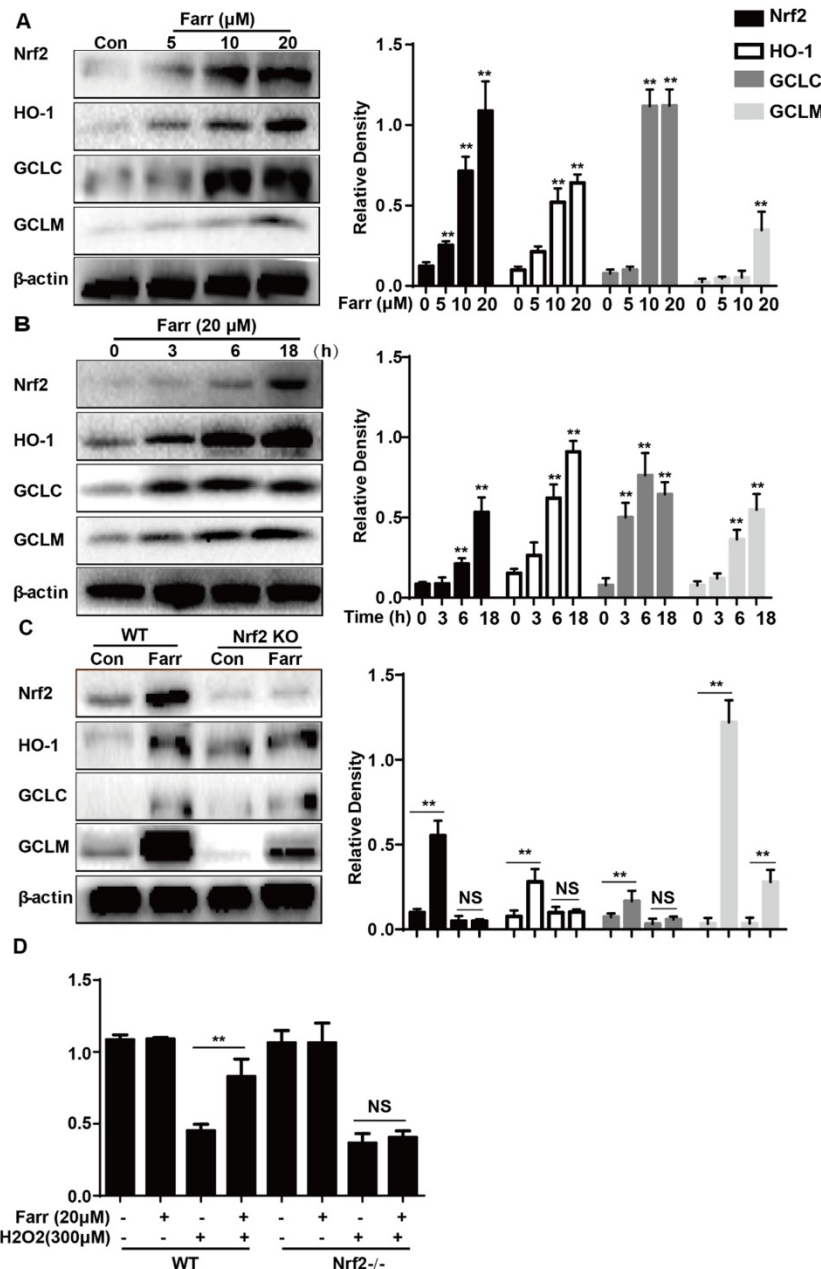 A
Farr (μM)
Con 5 10 20
Nrf2
HO-1
GCLC
GCLM
β-actin
Nrf2
HO-1
GCLC
GCLM
Relative Density
1.5
1.0
0.5
0.0
** ** ** ** ** ** ** **
Farr (μM) 0 5 10 20 0 5 10 20 0 5 10 20 0 5 10 20
B
Farr (20 μM)
0 3 6 18 (h)
Nrf2
HO-1
GCLC
GCLM
β-actin
Relative Density
1.5
1.0
0.5
0.0
** ** ** ** ** ** ** ** **
Time (h) 0 3 6 18 0 3 6 18 0 3 6 18 0 3 6 18
C
WT Nrf2 KO
Con Farr Con Farr
Nrf2
HO-1
GCLC
GCLM
β-actin
Relative Density
1.5
1.0
0.5
0.0
** NS ** NS ** NS ** **
D
1.5
1.0
0.5
0.0
** NS
Farr (20μM) - + - + - + - +
H2O2(300μM) - - + + - - + +
WT Nrf2-/-